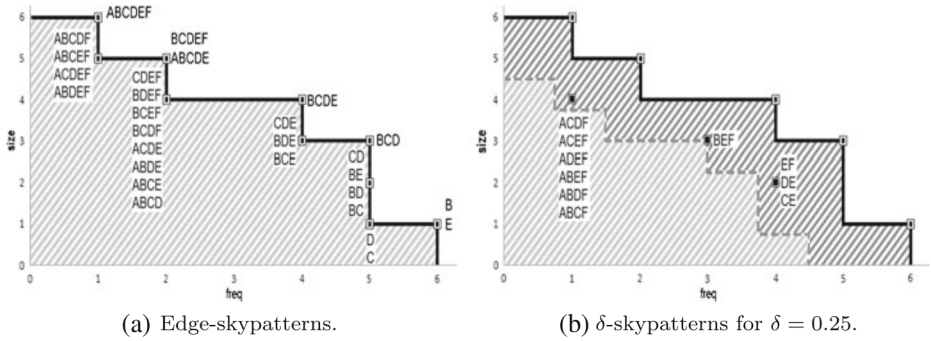 6
5
4
3
2
1
0
size
ABCDEF
ABCDF
ABCEF
ACDEF
ABDEF
BCDEF
ABCDE
CDEF
BDEF
BCEF
BCDF
ACDE
ABDE
ABCE
ABCD
BCDE
CDE
BDE
BCE
BCD
CD
BE
BD
BC
D
C
B
E
0 1 2 3 4 5 6
freq
(a) Edge-skypatterns.
6
5
4
3
2
1
0
size
ACDF
ACEF
ADEF
ABEF
ABDF
ABCF
BEF
EF
DE
CE
0 1 2 3 4 5 6
freq
(b) δ-skypatterns for δ = 0.25.